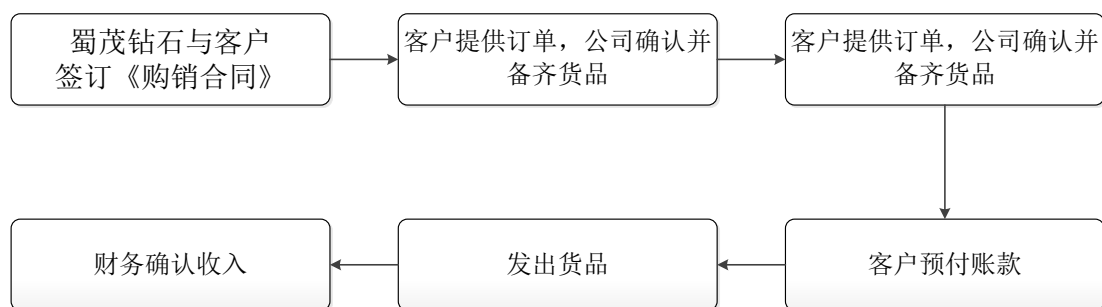 蜀茂钻石与客户
签订《购销合同》
客户提供订单，公司确认并
备齐货品
客户提供订单，公司确认并
备齐货品
客户预付账款
发出货品
财务确认收入